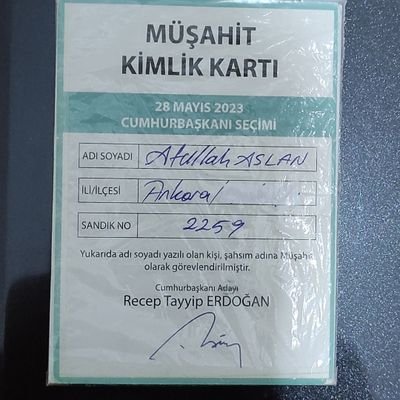 MÜŞAHİT
KİMLİK KARTI
28 MAYIS 2023
CUMHURBAŞKANI SEÇİMİ
ADI SOYADI Atullah ASLAN
İLİ/İLÇESİ Ankara/
SANDIK NO 2259
Yukarıda adı soyadı yazılı olan kişi, şahsım adına Müşahit
olarak görevlendirilmiştir.
Cumhurbaşkanı Adayı
Recep Tayyip ERDOĞAN